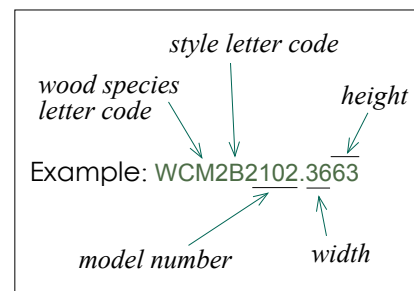 style letter code
wood species
letter code
height
Example: WCM2B2102.3663
model number
width